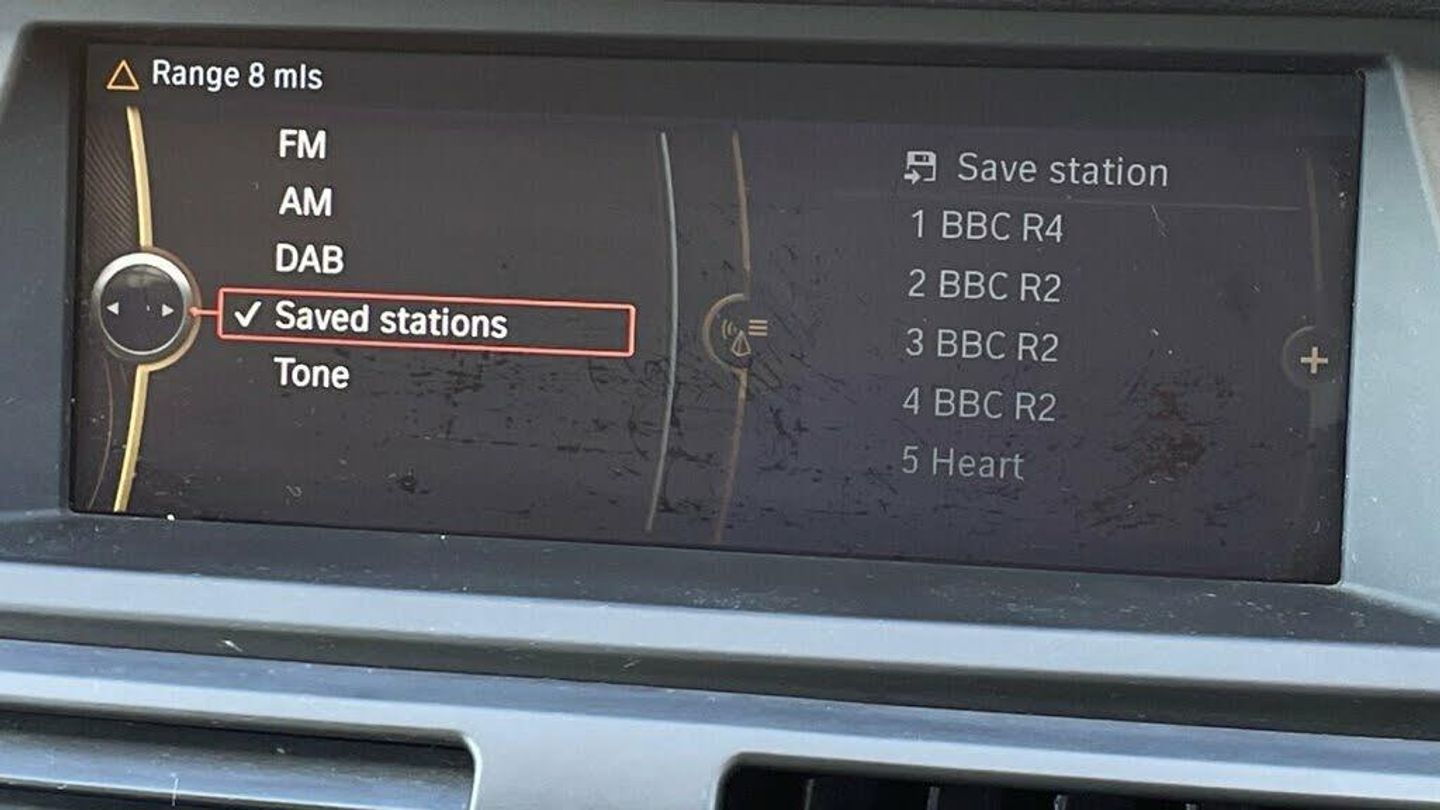 Range 8 mls
FM
AM
DAB
✓ Saved stations
Tone
Save station
1 BBC R4
2 BBC R2
3 BBC R2
4 BBC R2
5 Heart